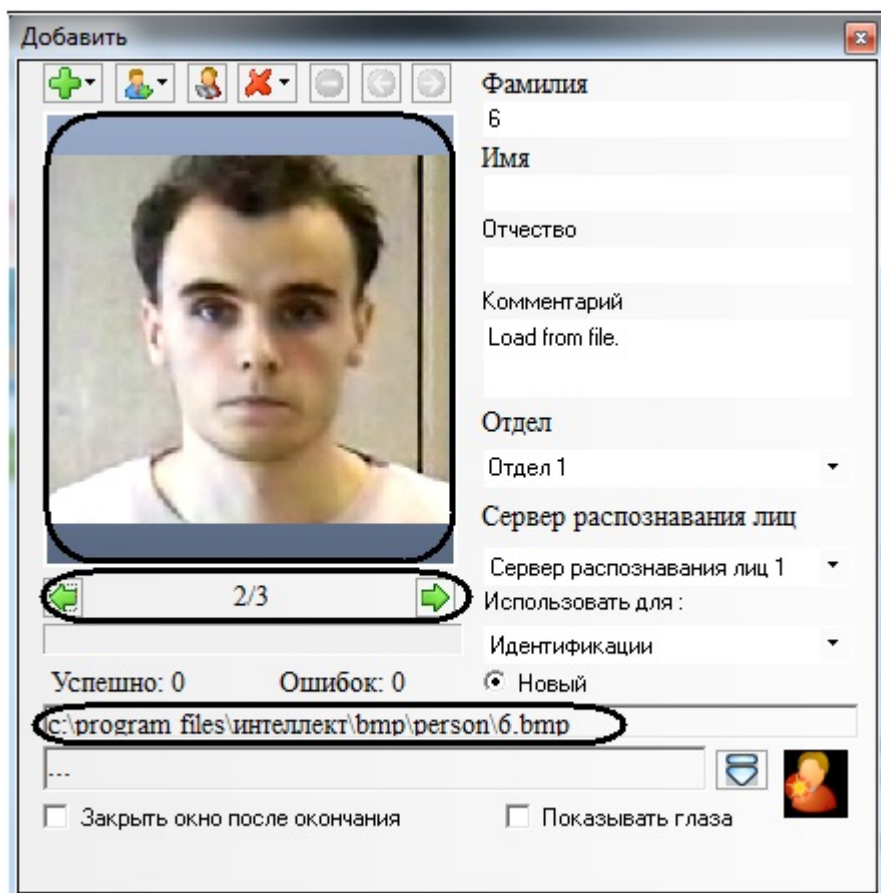 Добавить
Фамилия
6
Имя
Отчество
Комментарий
Load from file.
Отдел
Отдел 1
Сервер распознавания лиц
Сервер распознавания лиц 1
2/3
Использовать для :
Идентификации
Успешно: 0 Ошибок: 0
Новый
c:\program files\интеллект\bmp\person\6.bmp
...
Закрыть окно после окончания
Показывать глаза